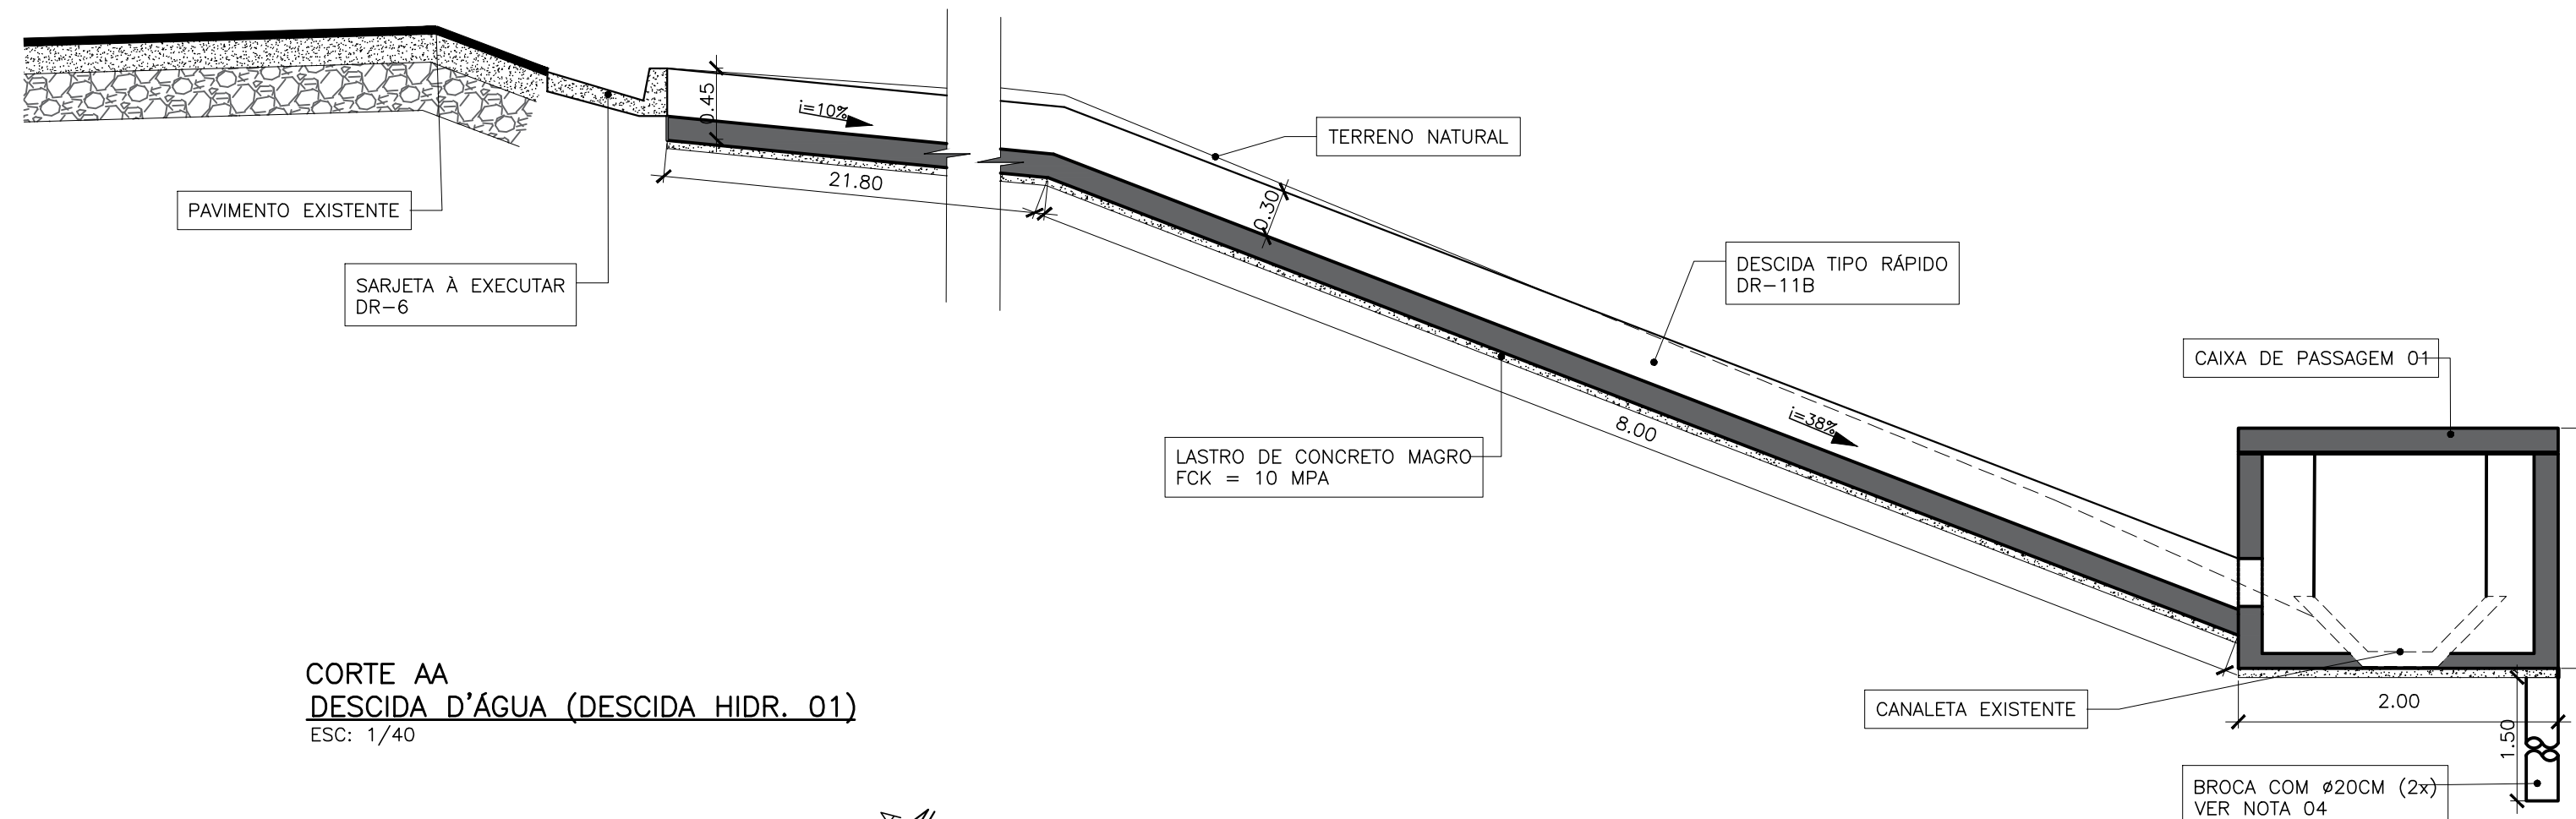 0.45
i=10%
TERRENO NATURAL
21.80
PAVIMENTO EXISTENTE
0.30
DESCIDA TIPO RÁPIDO
DR-11B
SARJETA À EXECUTAR
DR-6
CAIXA DE PASSAGEM 01
i=38%
8.00
LASTRO DE CONCRETO MAGRO
FCK = 10 MPA
CORTE AA
DESCIDA D'ÁGUA (DESCIDA HIDR. 01)
ESC: 1/40
CANALETA EXISTENTE
2.00
1.50
BROCA COM ø20CM (2x)
VER NOTA 04